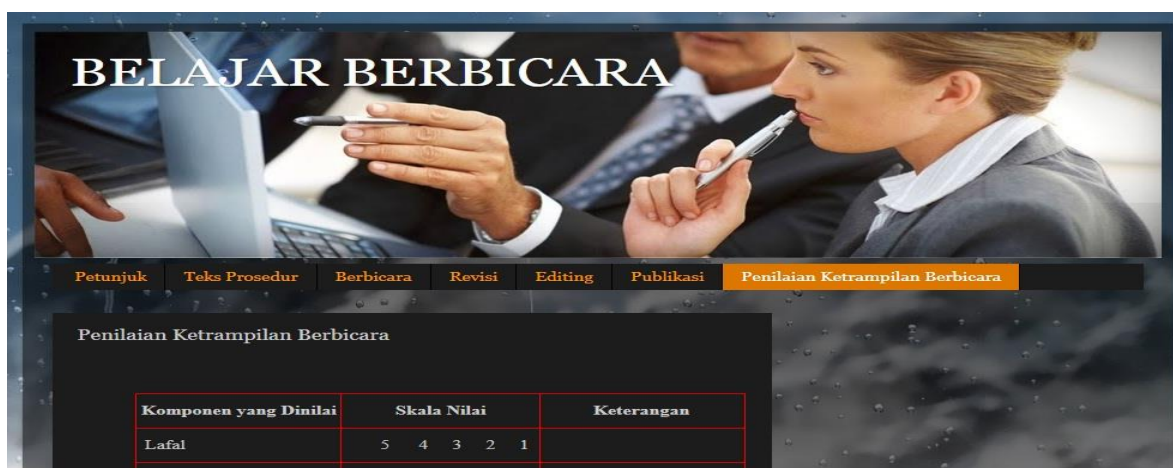 BELAJAR BERBICARA
Petunjuk Teks Prosedur Berbicara Revisi Editing Publikasi Penilaian Ketrampilan Berbicara
Penilaian Ketrampilan Berbicara
Komponen yang Dinilai Skala Nilai Keterangan
Lafal 5 4 3 2 1